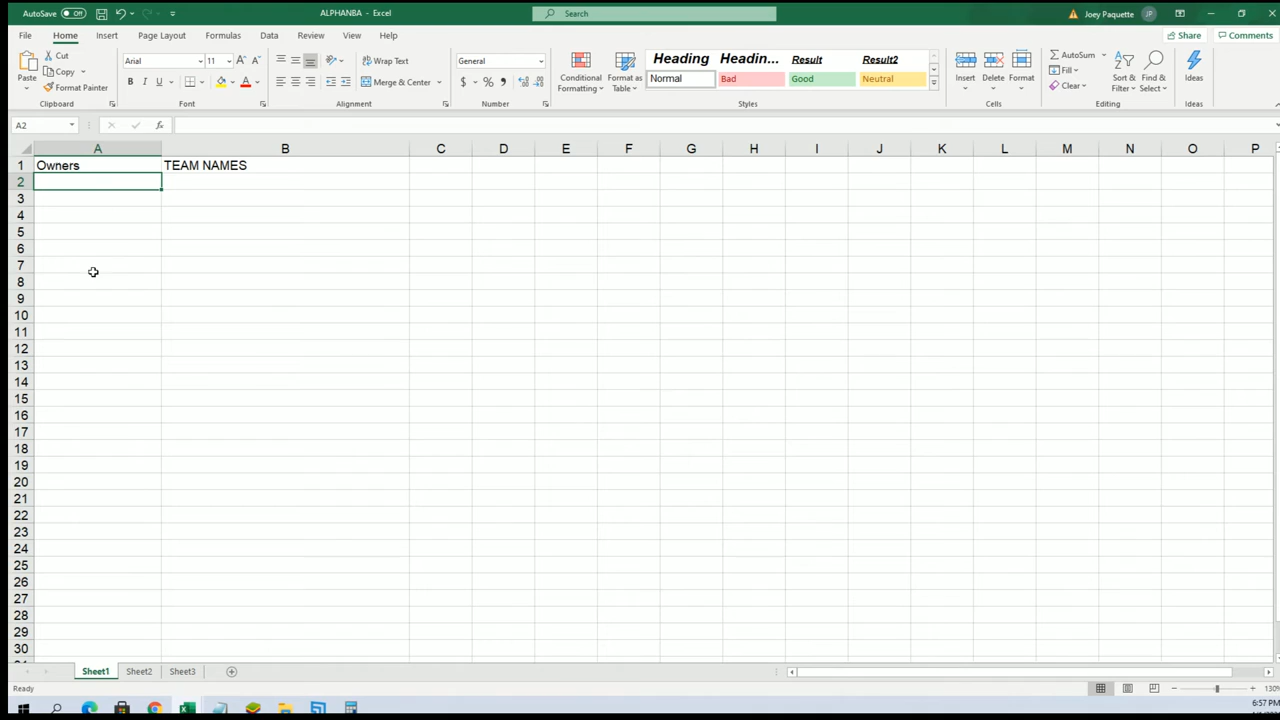 AutoSave Off
ALPHANBA - Excel
Search
Joey Paquette JP
File Home Insert Page Layout Formulas Data Review View Help
Share Comments
Paste Cut Copy Format Painter
Clipboard
Arial 11
B I U
Font
Wrap Text
Merge & Center
Alignment
General
$ % ,
Number
Conditional Formatting
Format as Table
Heading Headin... Result Result2
Normal Bad Good Neutral
Styles
Insert Delete Format
Cells
AutoSum
Fill
Clear
Sort & Filter
Find & Select
Editing
Ideas
Ideas
A2 fx
A B C D E F G H I J K L M N O P
1 Owners TEAM NAMES
2
3
4
5
6
7
8
9
10
11
12
13
14
15
16
17
18
19
20
21
22
23
24
25
26
27
28
29
30
Sheet1 Sheet2 Sheet3
Ready
130%
6:57 PM